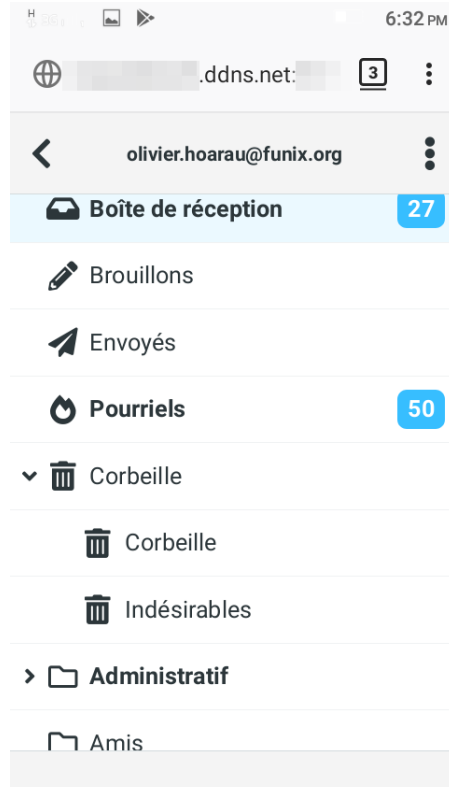 H
6:32 PM
.ddns.net:
3
olivier.hoarau@funix.org
Boîte de réception 27
Brouillons
Envoyés
Pourriels 50
Corbeille
Corbeille
Indésirables
Administratif
Amis